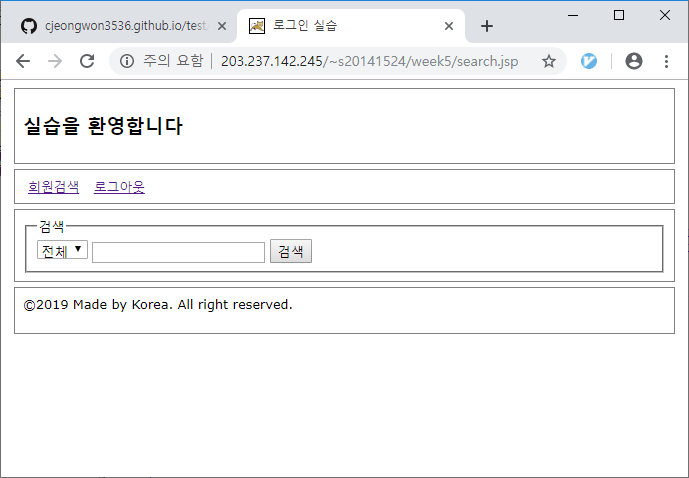 cjeongwon3536.github.io/test
로그인 실습
주의 요함 | 203.237.142.245/~s20141524/week5/search.jsp
실습을 환영합니다
회원검색 로그아웃
검색
전체 검색
©2019 Made by Korea. All right reserved.